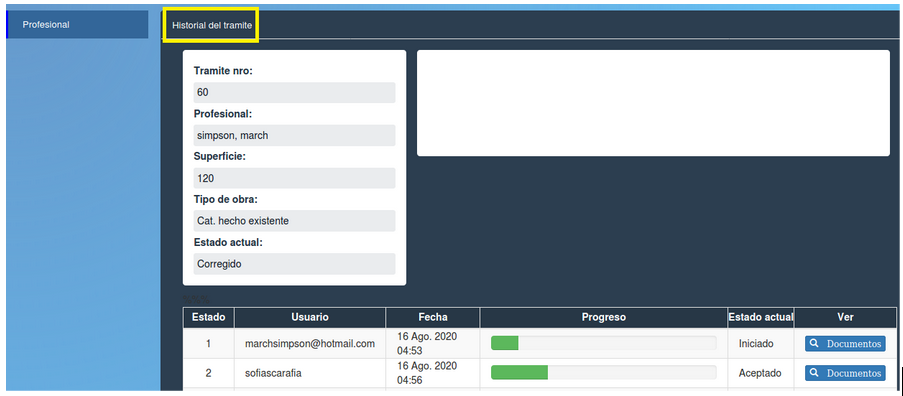 Profesional
Historial del tramite
Tramite nro:
60
Profesional:
simpson, march
Superficie:
120
Tipo de obra:
Cat. hecho existente
Estado actual:
Corregido
Estado Usuario Fecha Progreso Estado actual Ver
1 marchsimpson@hotmail.com 16 Ago. 2020 04:53 Iniciado Documentos
2 sofiascarafia 16 Ago. 2020 04:56 Aceptado Documentos